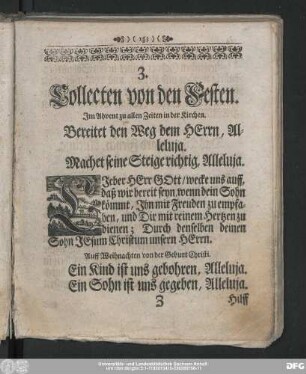 3.
Collecten von den Festen.
Im Advent zu allen Zeiten in der Kirchen.
Bereitet den Weg dem HErrn, Al-
leluja.
Machet seine Steige richtig, Alleluja.
LIeber HErr GOtt/ wecke uns auff,
daß wir bereit seyn, wenn dein Sohn
kömmt, Ihn mit Freuden zu empfa-
hen, und Dir mit reinem Hertzen zu
dienen; Durch denselben deinen
Sohn JEsum Christum unsern HErrn.
Auff Weihnachten von der Geburt Christi.
Ein Kind ist uns gebohren, Alleluja.
Ein Sohn ist uns gegeben, Alleluja.
3 Hilff